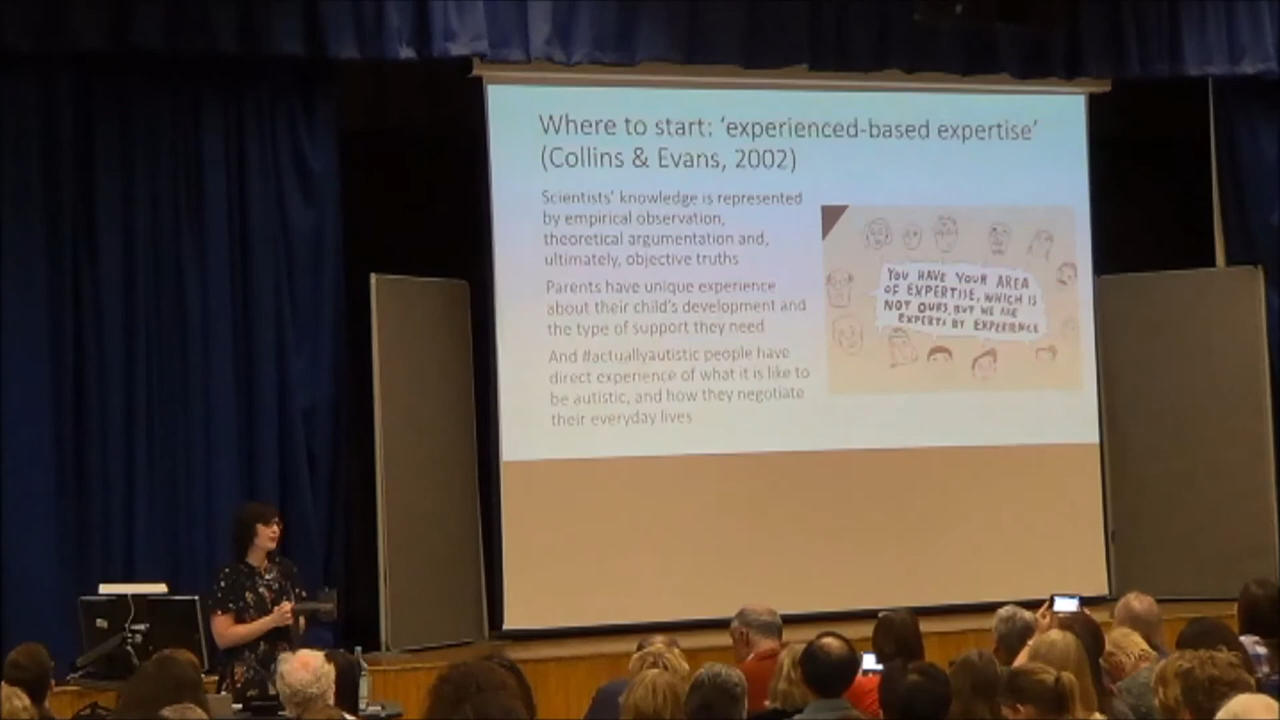 Where to start: ‘experienced-based expertise’
(Collins & Evans, 2002)
Scientists’ knowledge is represented
by empirical observation,
theoretical argumentation and,
ultimately, objective truths
Parents have unique experience
about their child’s development and
the type of support they need
And #actuallyautistic people have
direct experience of what it is like to
be autistic, and how they negotiate
their everyday lives
YOU HAVE YOUR AREA
OF EXPERTISE, WHICH IS
NOT OURS, BUT WE ARE
EXPERTS BY EXPERIENCE